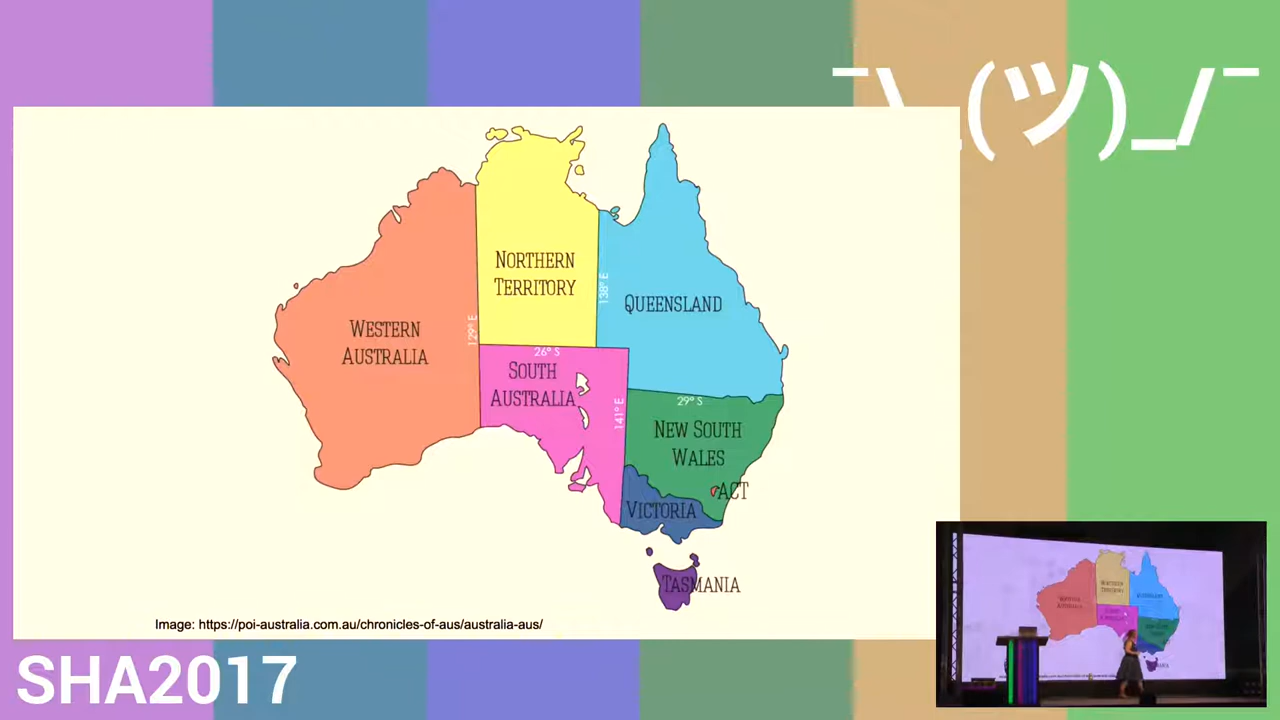 ¯\_(ツ)_/¯
NORTHERN
TERRITORY
138° E
QUEENSLAND
WESTERN
AUSTRALIA
129° E
26° S
SOUTH
AUSTRALIA
141° E
29° S
NEW SOUTH
WALES
ACT
VICTORIA
TASMANIA
Image: https://poi-australia.com.au/chronicles-of-aus/australia-aus/
SHA2017